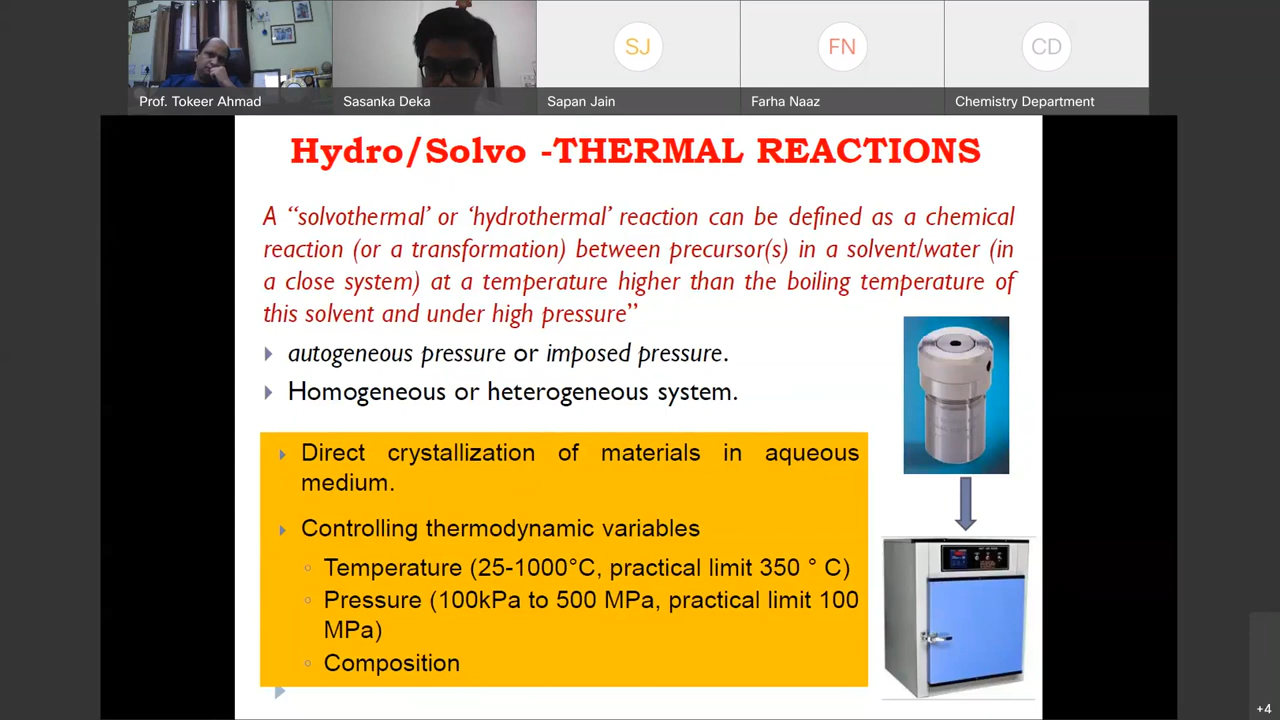 SJ
FN
CD
Prof. Tokeer Ahmad
Sasanka Deka
Sapan Jain
Farha Naaz
Chemistry Department
Hydro/Solvo -THERMAL REACTIONS
A “solvothermal’ or ‘hydrothermal’ reaction can be defined as a chemical
reaction (or a transformation) between precursor(s) in a solvent/water (in
a close system) at a temperature higher than the boiling temperature of
this solvent and under high pressure”
autogeneous pressure or imposed pressure.
Homogeneous or heterogeneous system.
Direct crystallization of materials in aqueous
medium.
Controlling thermodynamic variables
Temperature (25-1000°C, practical limit 350 ° C)
Pressure (100kPa to 500 MPa, practical limit 100
MPa)
Composition
+4